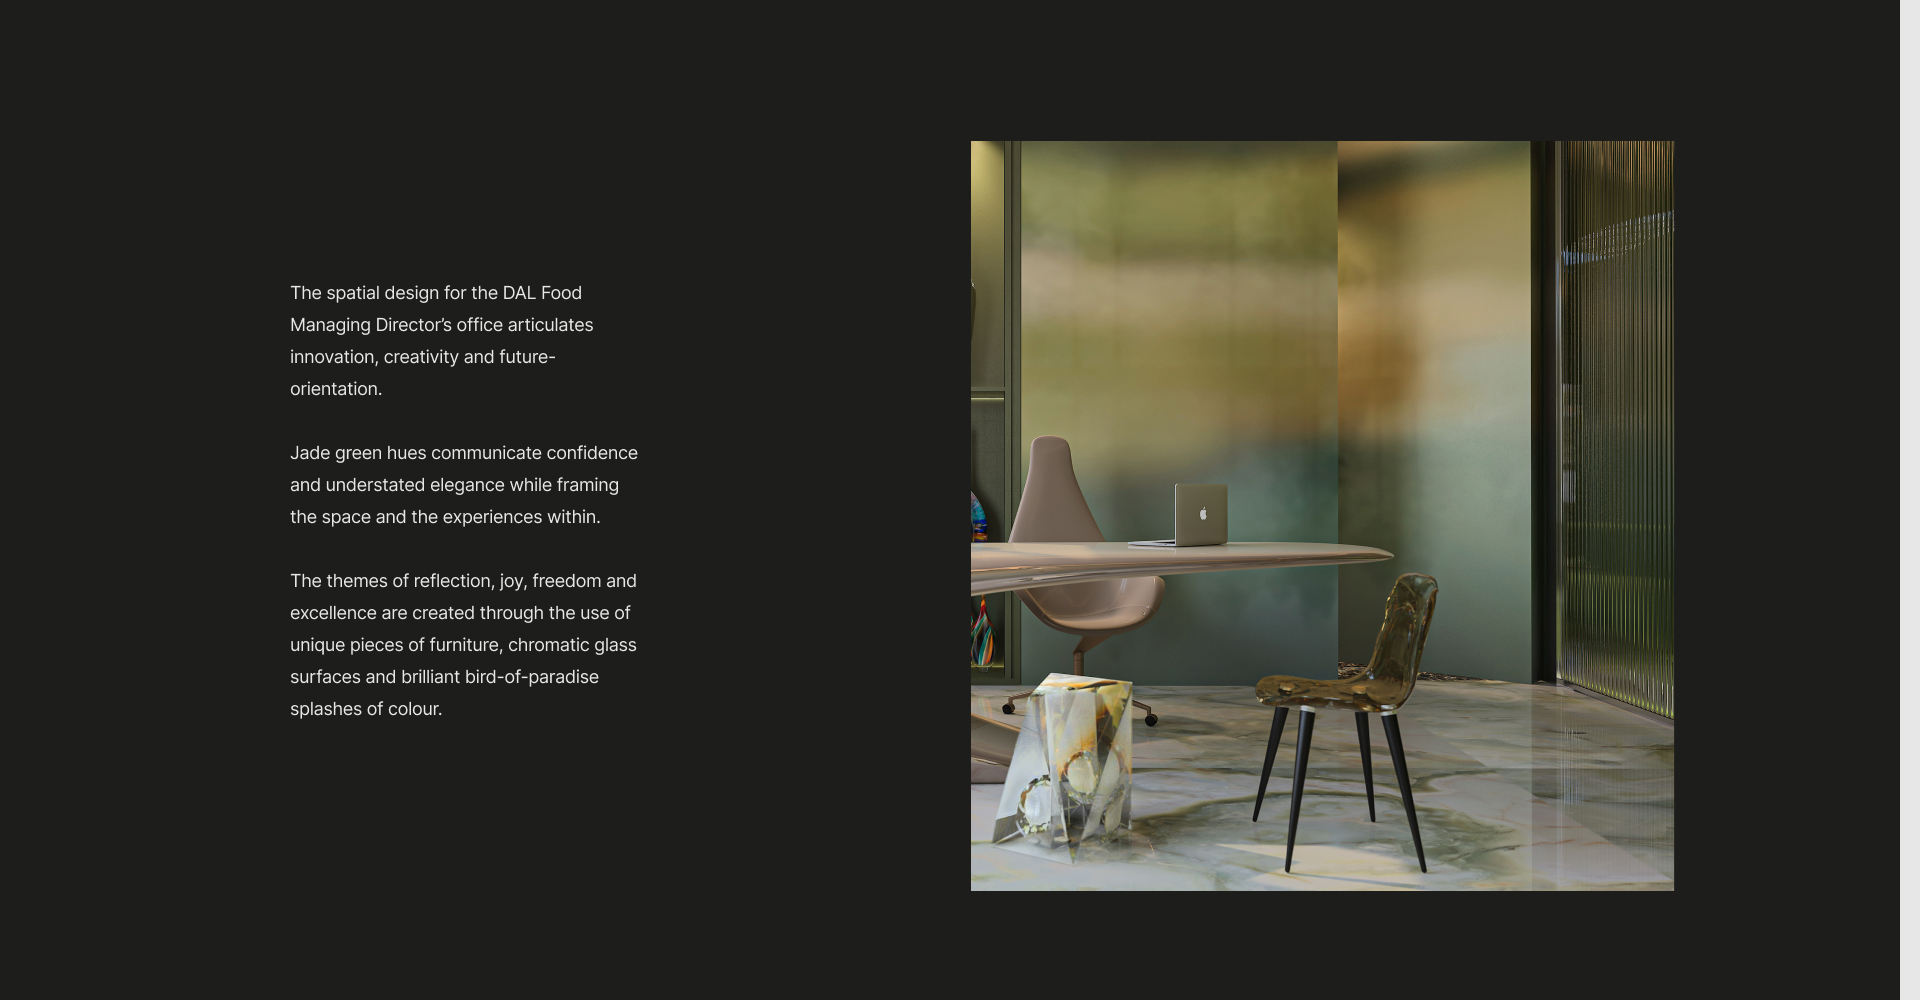 The spatial design for the DAL Food
Managing Director’s office articulates
innovation, creativity and future-
orientation.
Jade green hues communicate confidence
and understated elegance while framing
the space and the experiences within.
The themes of reflection, joy, freedom and
excellence are created through the use of
unique pieces of furniture, chromatic glass
surfaces and brilliant bird-of-paradise
splashes of colour.